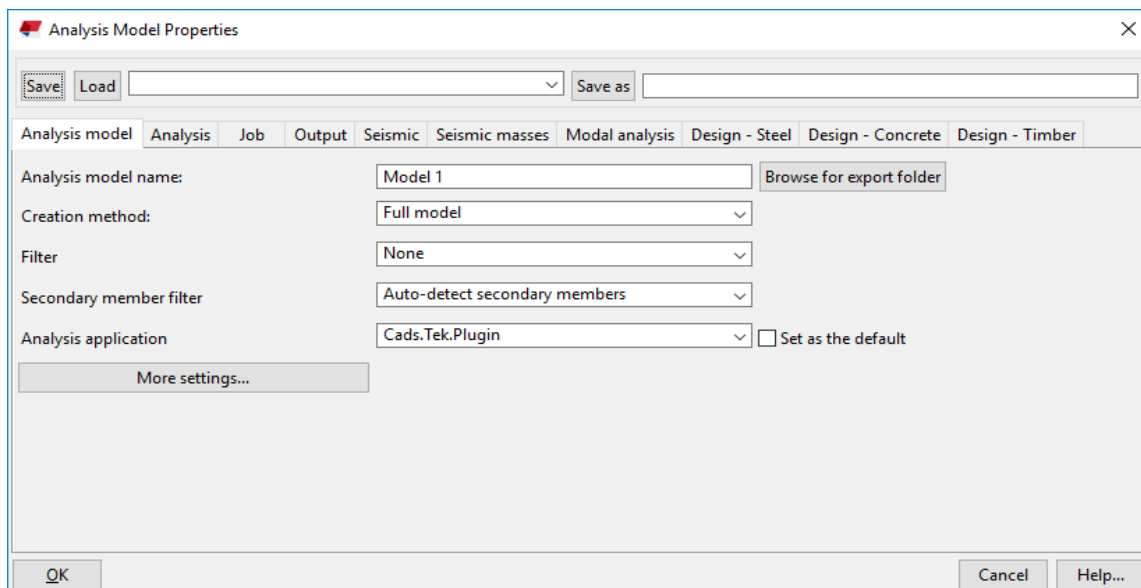 Analysis Model Properties
Save Load Save as
Analysis model Analysis Job Output Seismic Seismic masses Modal analysis Design - Steel Design - Concrete Design - Timber
Analysis model name: Model 1 Browse for export folder
Creation method: Full model
Filter None
Secondary member filter Auto-detect secondary members
Analysis application Cads.Tek.Plugin Set as the default
More settings...
OK Cancel Help...